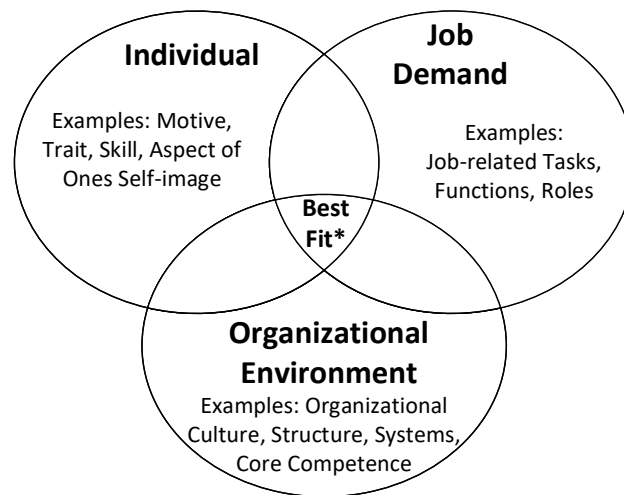 Individual
Examples: Motive,
Trait, Skill, Aspect of
Ones Self-image
Job
Demand
Examples:
Job-related Tasks,
Functions, Roles
Best
Fit*
Organizational
Environment
Examples: Organizational
Culture, Structure, Systems,
Core Competence